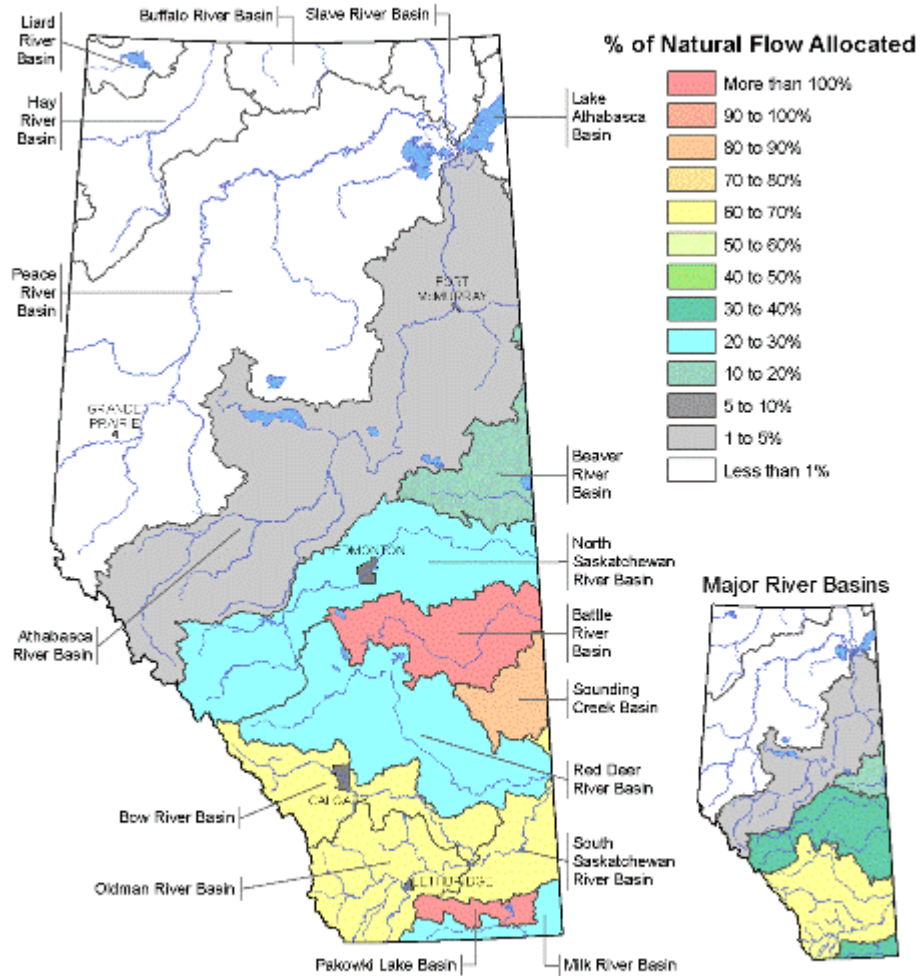 Liard
River
Basin
Buffalo River Basin
Slave River Basin
% of Natural Flow Allocated
More than 100%
90 to 100%
80 to 90%
70 to 80%
60 to 70%
50 to 60%
40 to 50%
30 to 40%
20 to 30%
10 to 20%
5 to 10%
1 to 5%
Less than 1%
Hay
River
Basin
Lake
Athabasca
Basin
Peace
River
Basin
FORT
McMURRAY
GRANDE
PRAIRIE
Beaver
River
Basin
EDMONTON
North
Saskatchewan
River Basin
Athabasca
River Basin
Battle
River
Basin
Sounding
Creek Basin
Red Deer
River Basin
Bow River Basin
CALGA
South
Saskatchewan
River Basin
Oldman River Basin
LETHBRIDGE
Pakowki Lake Basin
Milk River Basin
Major River Basins